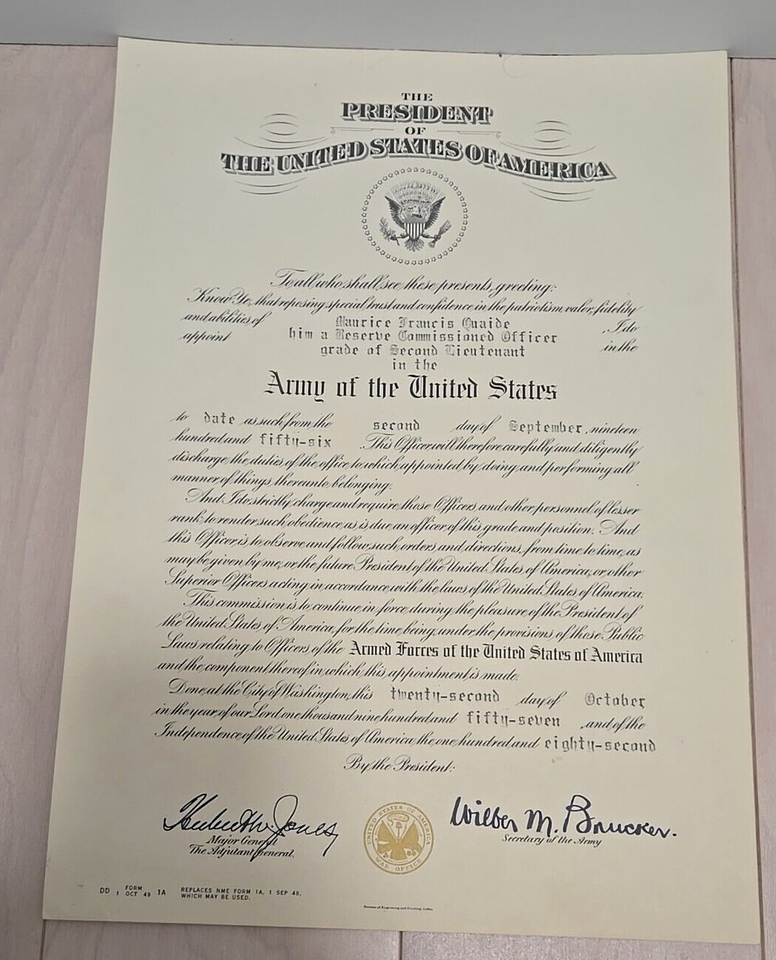 THE
PRESIDENT
OF
THE UNITED STATES OF AMERICA
To all who shall see these presents, greeting:
Know Ye, that reposing special trust and confidence in the patriotism, valor, fidelity
and abilities of Maurice Francis Quaide , I do
appoint him a Reserve Commissioned Officer in the
grade of Second Lieutenant
in the
Army of the United States
to date as such from the second day of September, nineteen
hundred and fifty-six . This Officer will therefore carefully and diligently
discharge the duties of the office to which appointed by doing and performing all
manner of things thereunto belonging.
And I do strictly charge and require those Officers and other personnel of lesser
rank to render such obedience as is due an officer of this grade and position. And
this Officer is to observe and follow such orders and directions, from time to time, as
may be given by me, or the future President of the United States of America, or other
Superior Officers acting in accordance with the laws of the United States of America.
This commission is to continue in force during the pleasure of the President of
the United States of America, for the time being, under the provisions of those Public
Laws relating to Officers of the Armed Forces of the United States of America
and the component thereof in which this appointment is made.
Done at the City of Washington, this twenty-second day of October
in the year of our Lord one thousand nine hundred and fifty-seven , and of the
Independence of the United States of America the one hundred and eighty-second
By the President:
Herbert M. Jones
Major General
The Adjutant General.
UNITED STATES OF AMERICA
WAR OFFICE
Wilber M. Brucker.
Secretary of the Army
DD FORM 1 OCT 49 1A REPLACES NME FORM 1A, 1 SEP 48,
WHICH MAY BE USED.